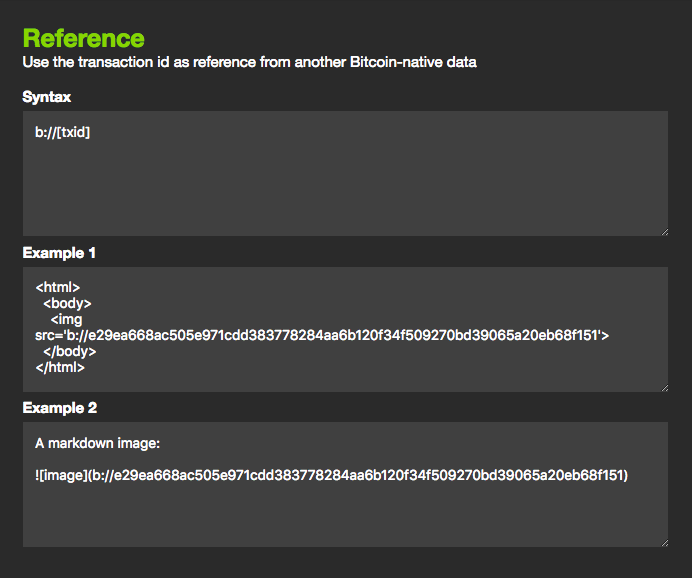 Reference
Use the transaction id as reference from another Bitcoin-native data
Syntax
b://[txid]
Example 1
<html>
<body>
<img
src='b://e29ea668ac505e971cdd383778284aa6b120f34f509270bd39065a20eb68f151'>
</body>
</html>
Example 2
A markdown image:
![image](b://e29ea668ac505e971cdd383778284aa6b120f34f509270bd39065a20eb68f151)